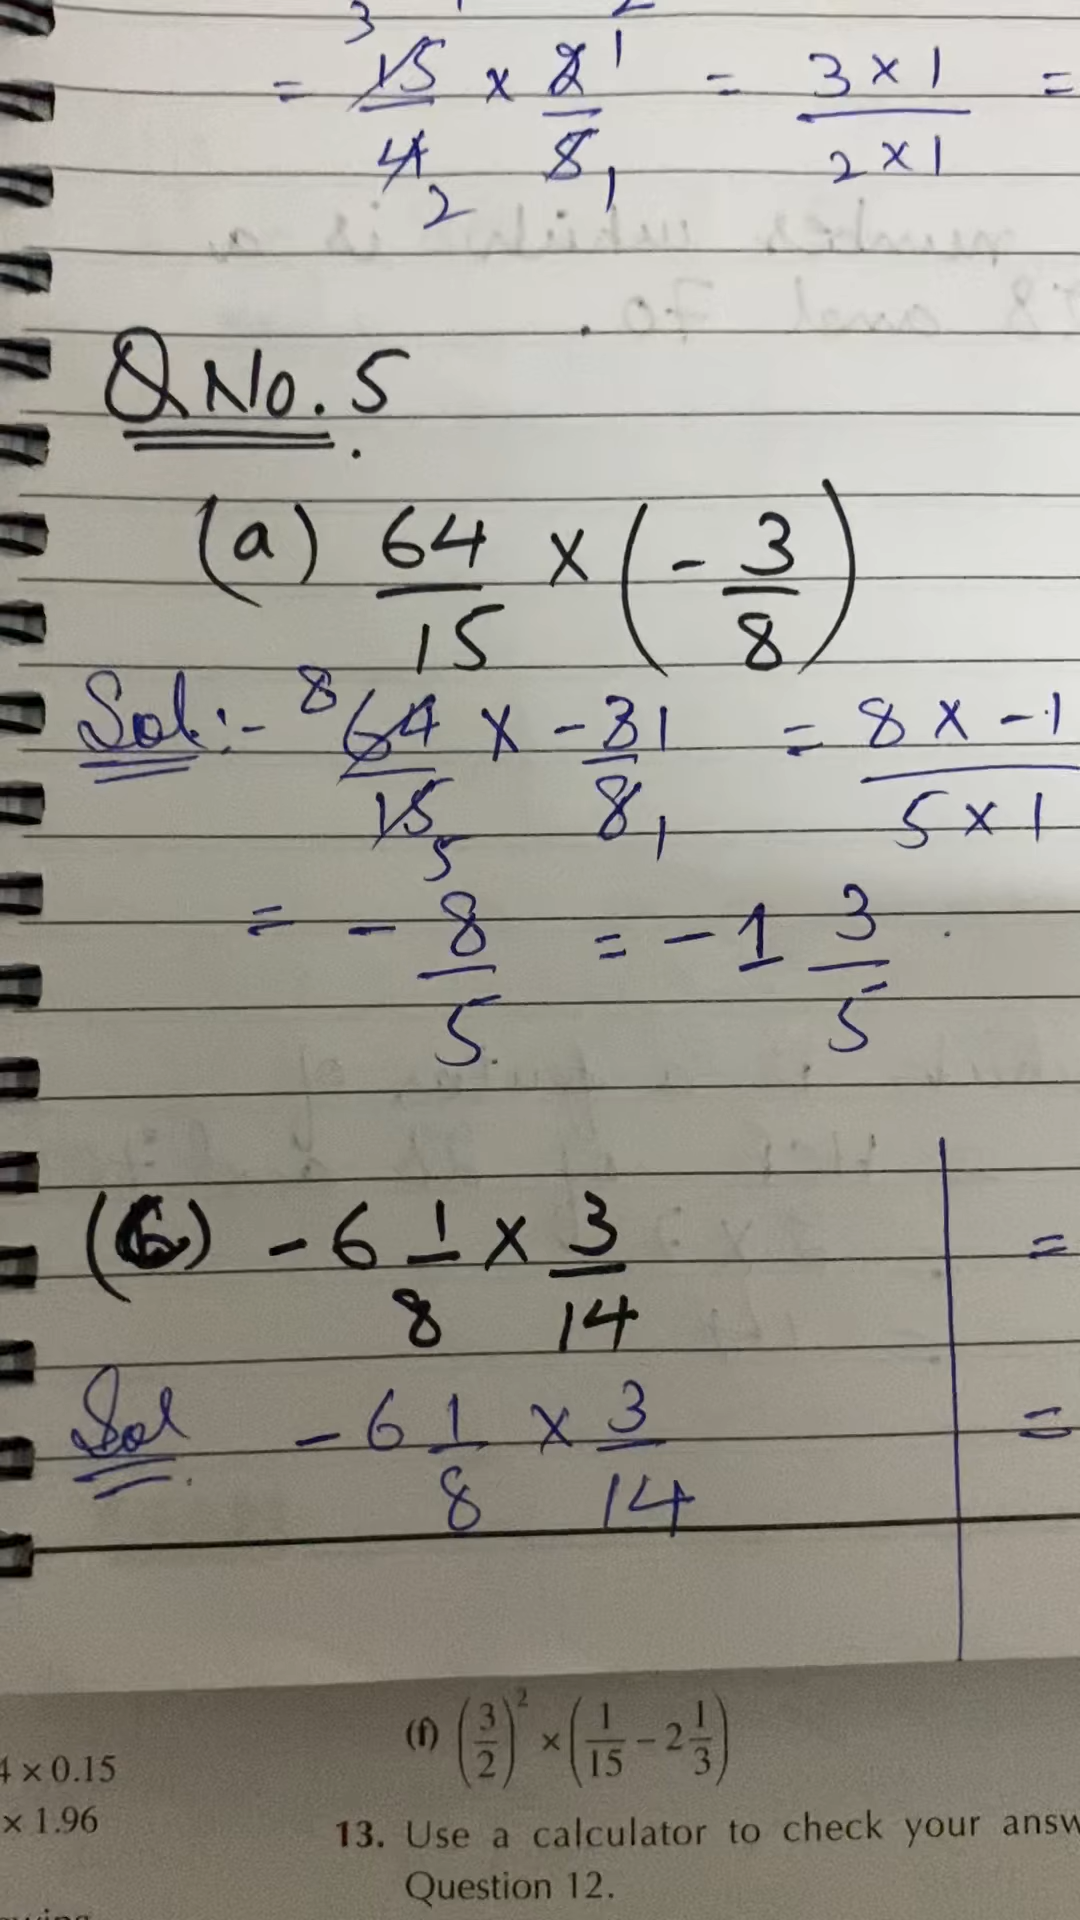 = 15/4 × 2/8 = 3 × 1 / 2 × 1 =
Q No. 5
(a) 64/15 × (- 3/8)
Sol:- 64/15 × -3/8 = 8 × -1 / 5 × 1
= - 8/5 = - 1 3/5
- 6 1/8 × 3/14 =
Sol - 6 1/8 × 3/14 =
(f) (3/2)² × (1/15 - 2 1/3)
4 × 0.15
× 1.96
13. Use a calculator to check your answ
Question 12.